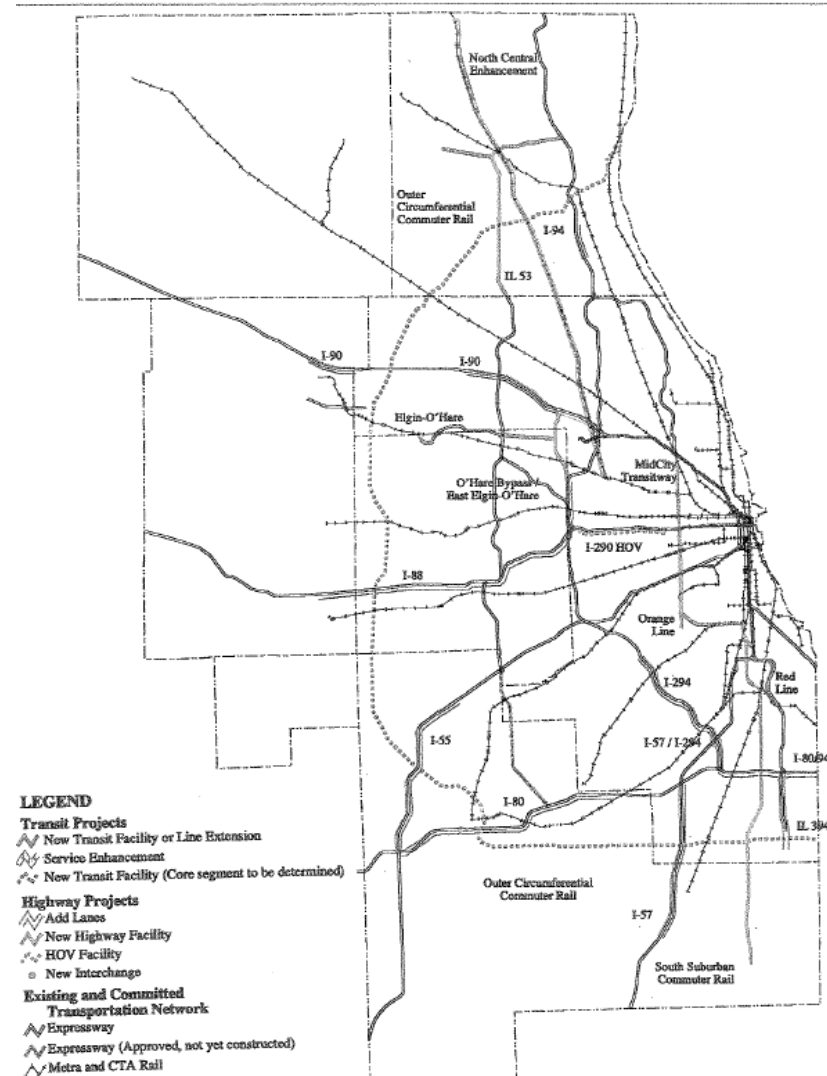 North Central
Enhancement
Outer
Circumferential
Commuter Rail
I-94
IL 53
I-90
I-90
Elgin-O'Hare
MidCity
Transitway
O'Hare Bypass /
East Elgin-O'Hare
I-290 HOV
I-88
Orange
Line
I-294
Red
Line
I-55
I-57 / I-294
I-80/94
I-80
IL 394
Outer Circumferential
Commuter Rail
I-57
South Suburban
Commuter Rail
LEGEND
Transit Projects
New Transit Facility or Line Extension
Service Enhancement
New Transit Facility (Core segment to be determined)
Highway Projects
Add Lanes
New Highway Facility
HOV Facility
New Interchange
Existing and Committed
Transportation Network
Expressway
Expressway (Approved, not yet constructed)
Metra and CTA Rail